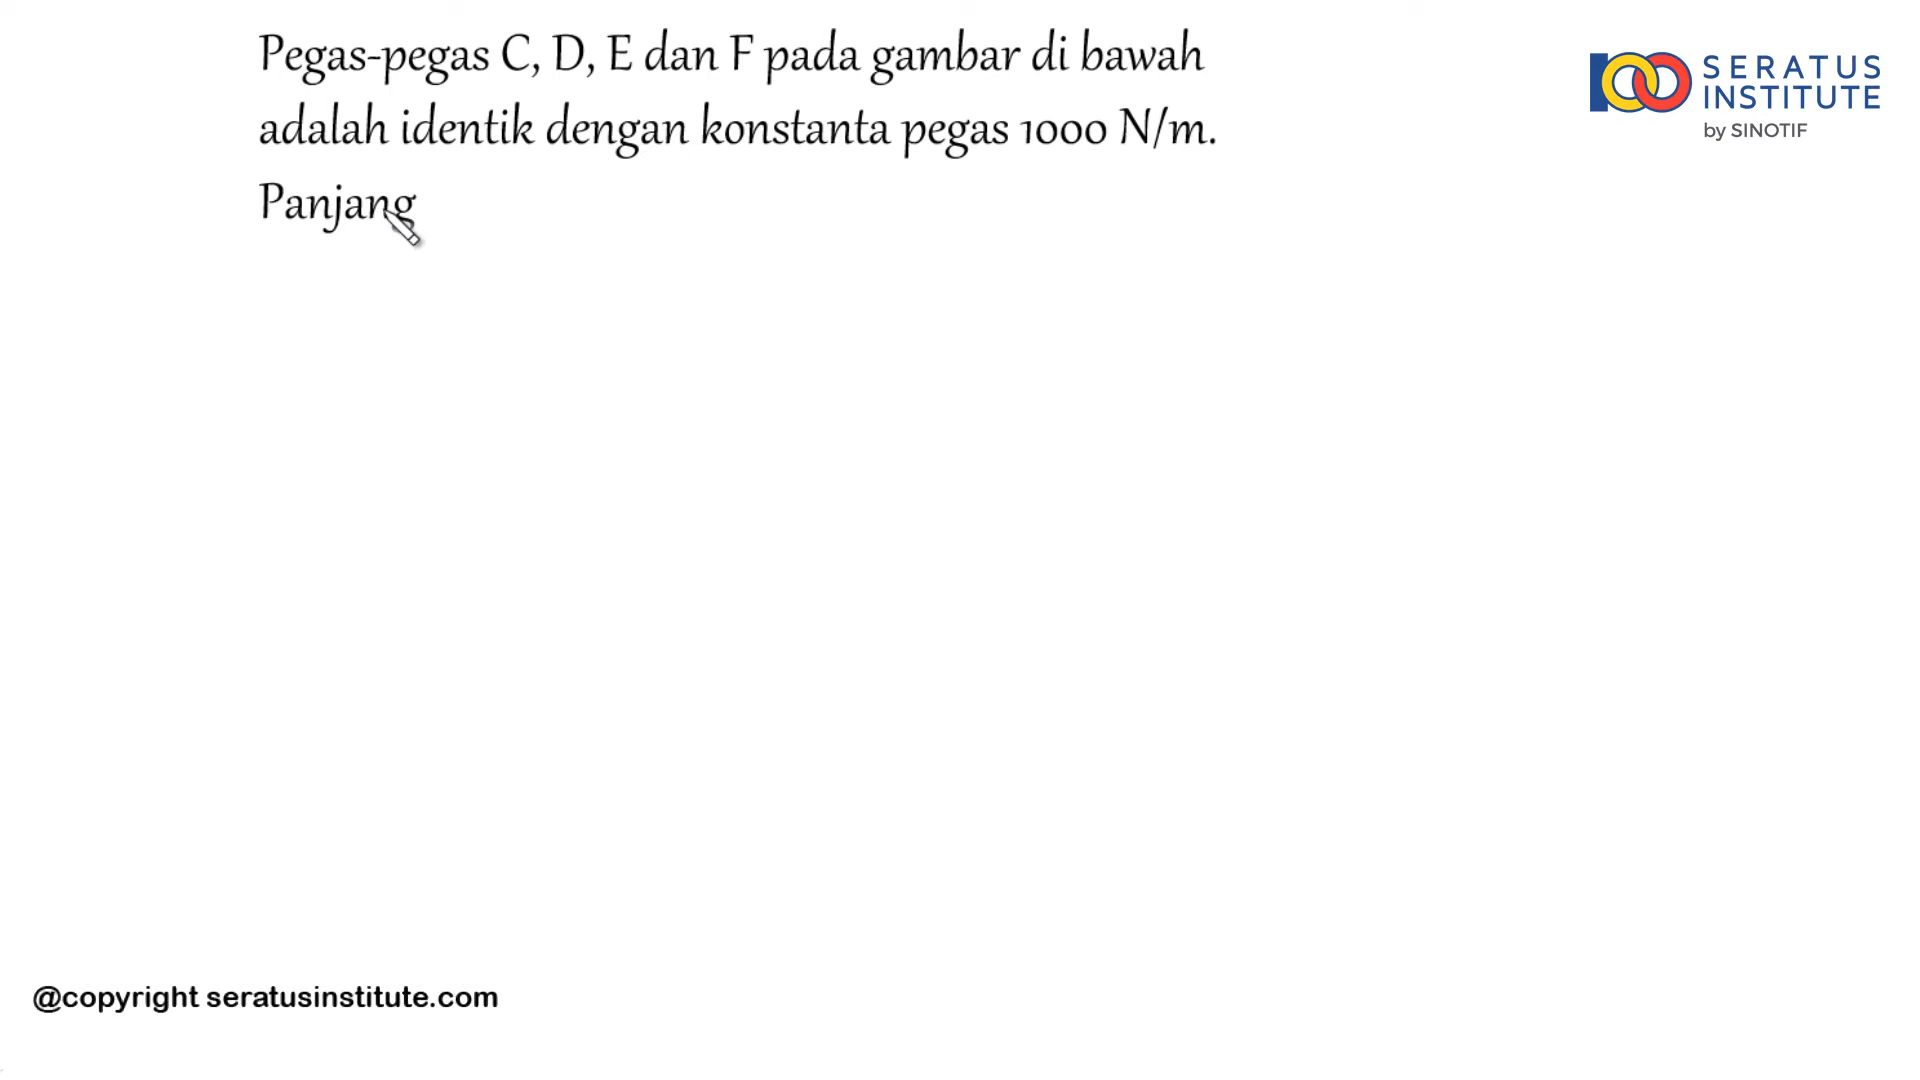 Pegas-pegas C, D, E dan F pada gambar di bawah
adalah identik dengan konstanta pegas 1000 N/m.
Panjang
SERATUS
INSTITUTE
by SINOTIF
@copyright seratusinstitute.com